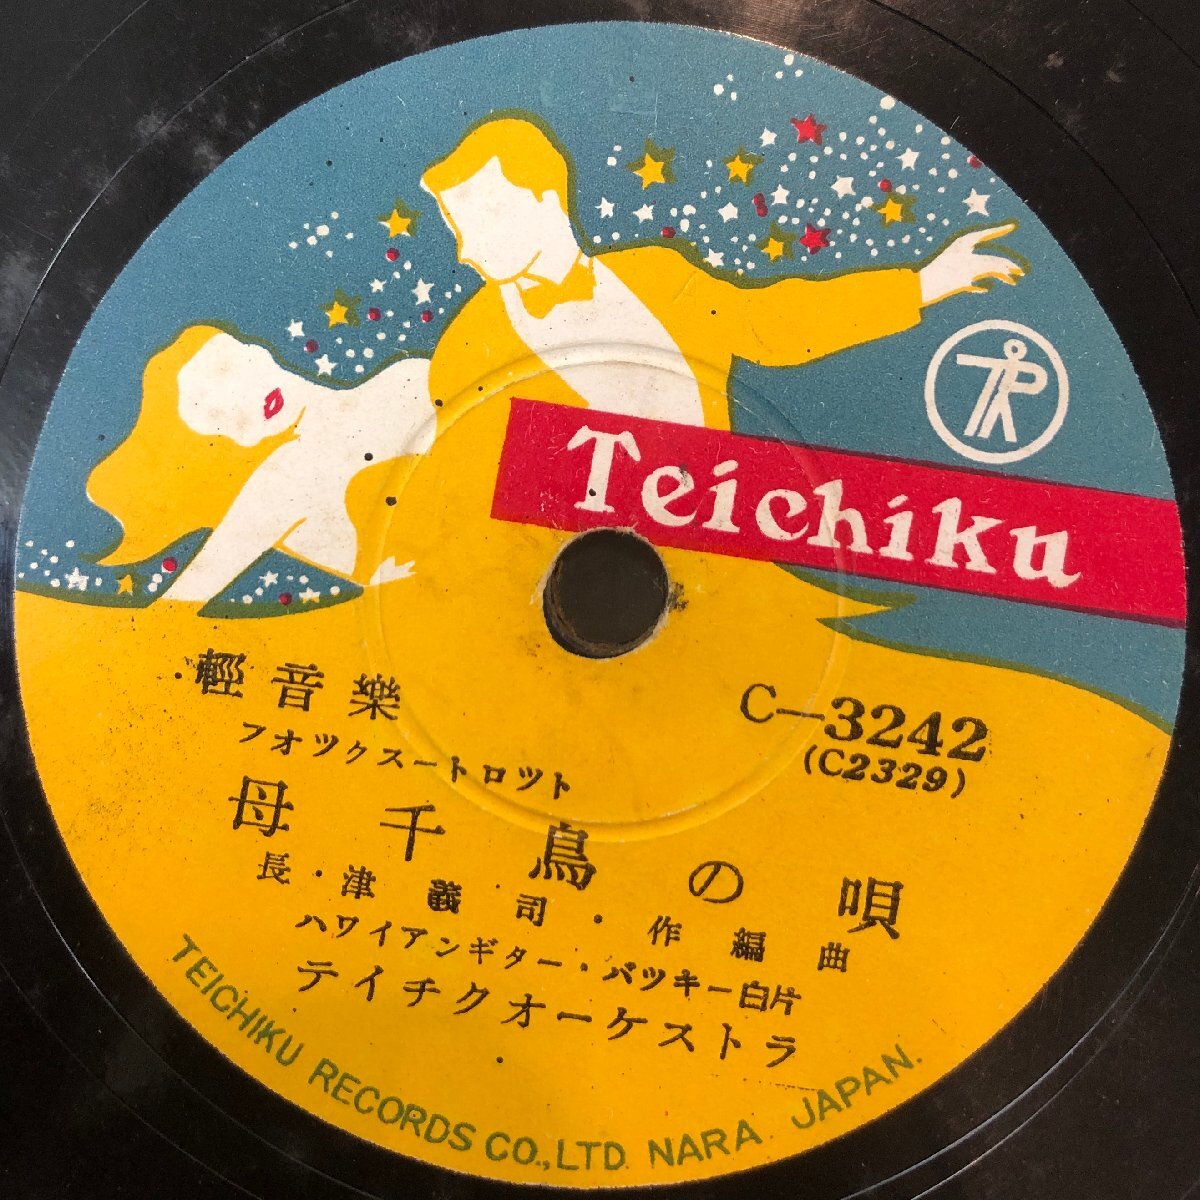 Teichiku
輕音樂
フオツクスートロツト
C-3242
(C2329)
母千鳥の唄
長・津義司・作編曲
ハワイアンギター・バツキー白片
テイチクオーケストラ
TEICHIKU RECORDS CO.,LTD. NARA. JAPAN.